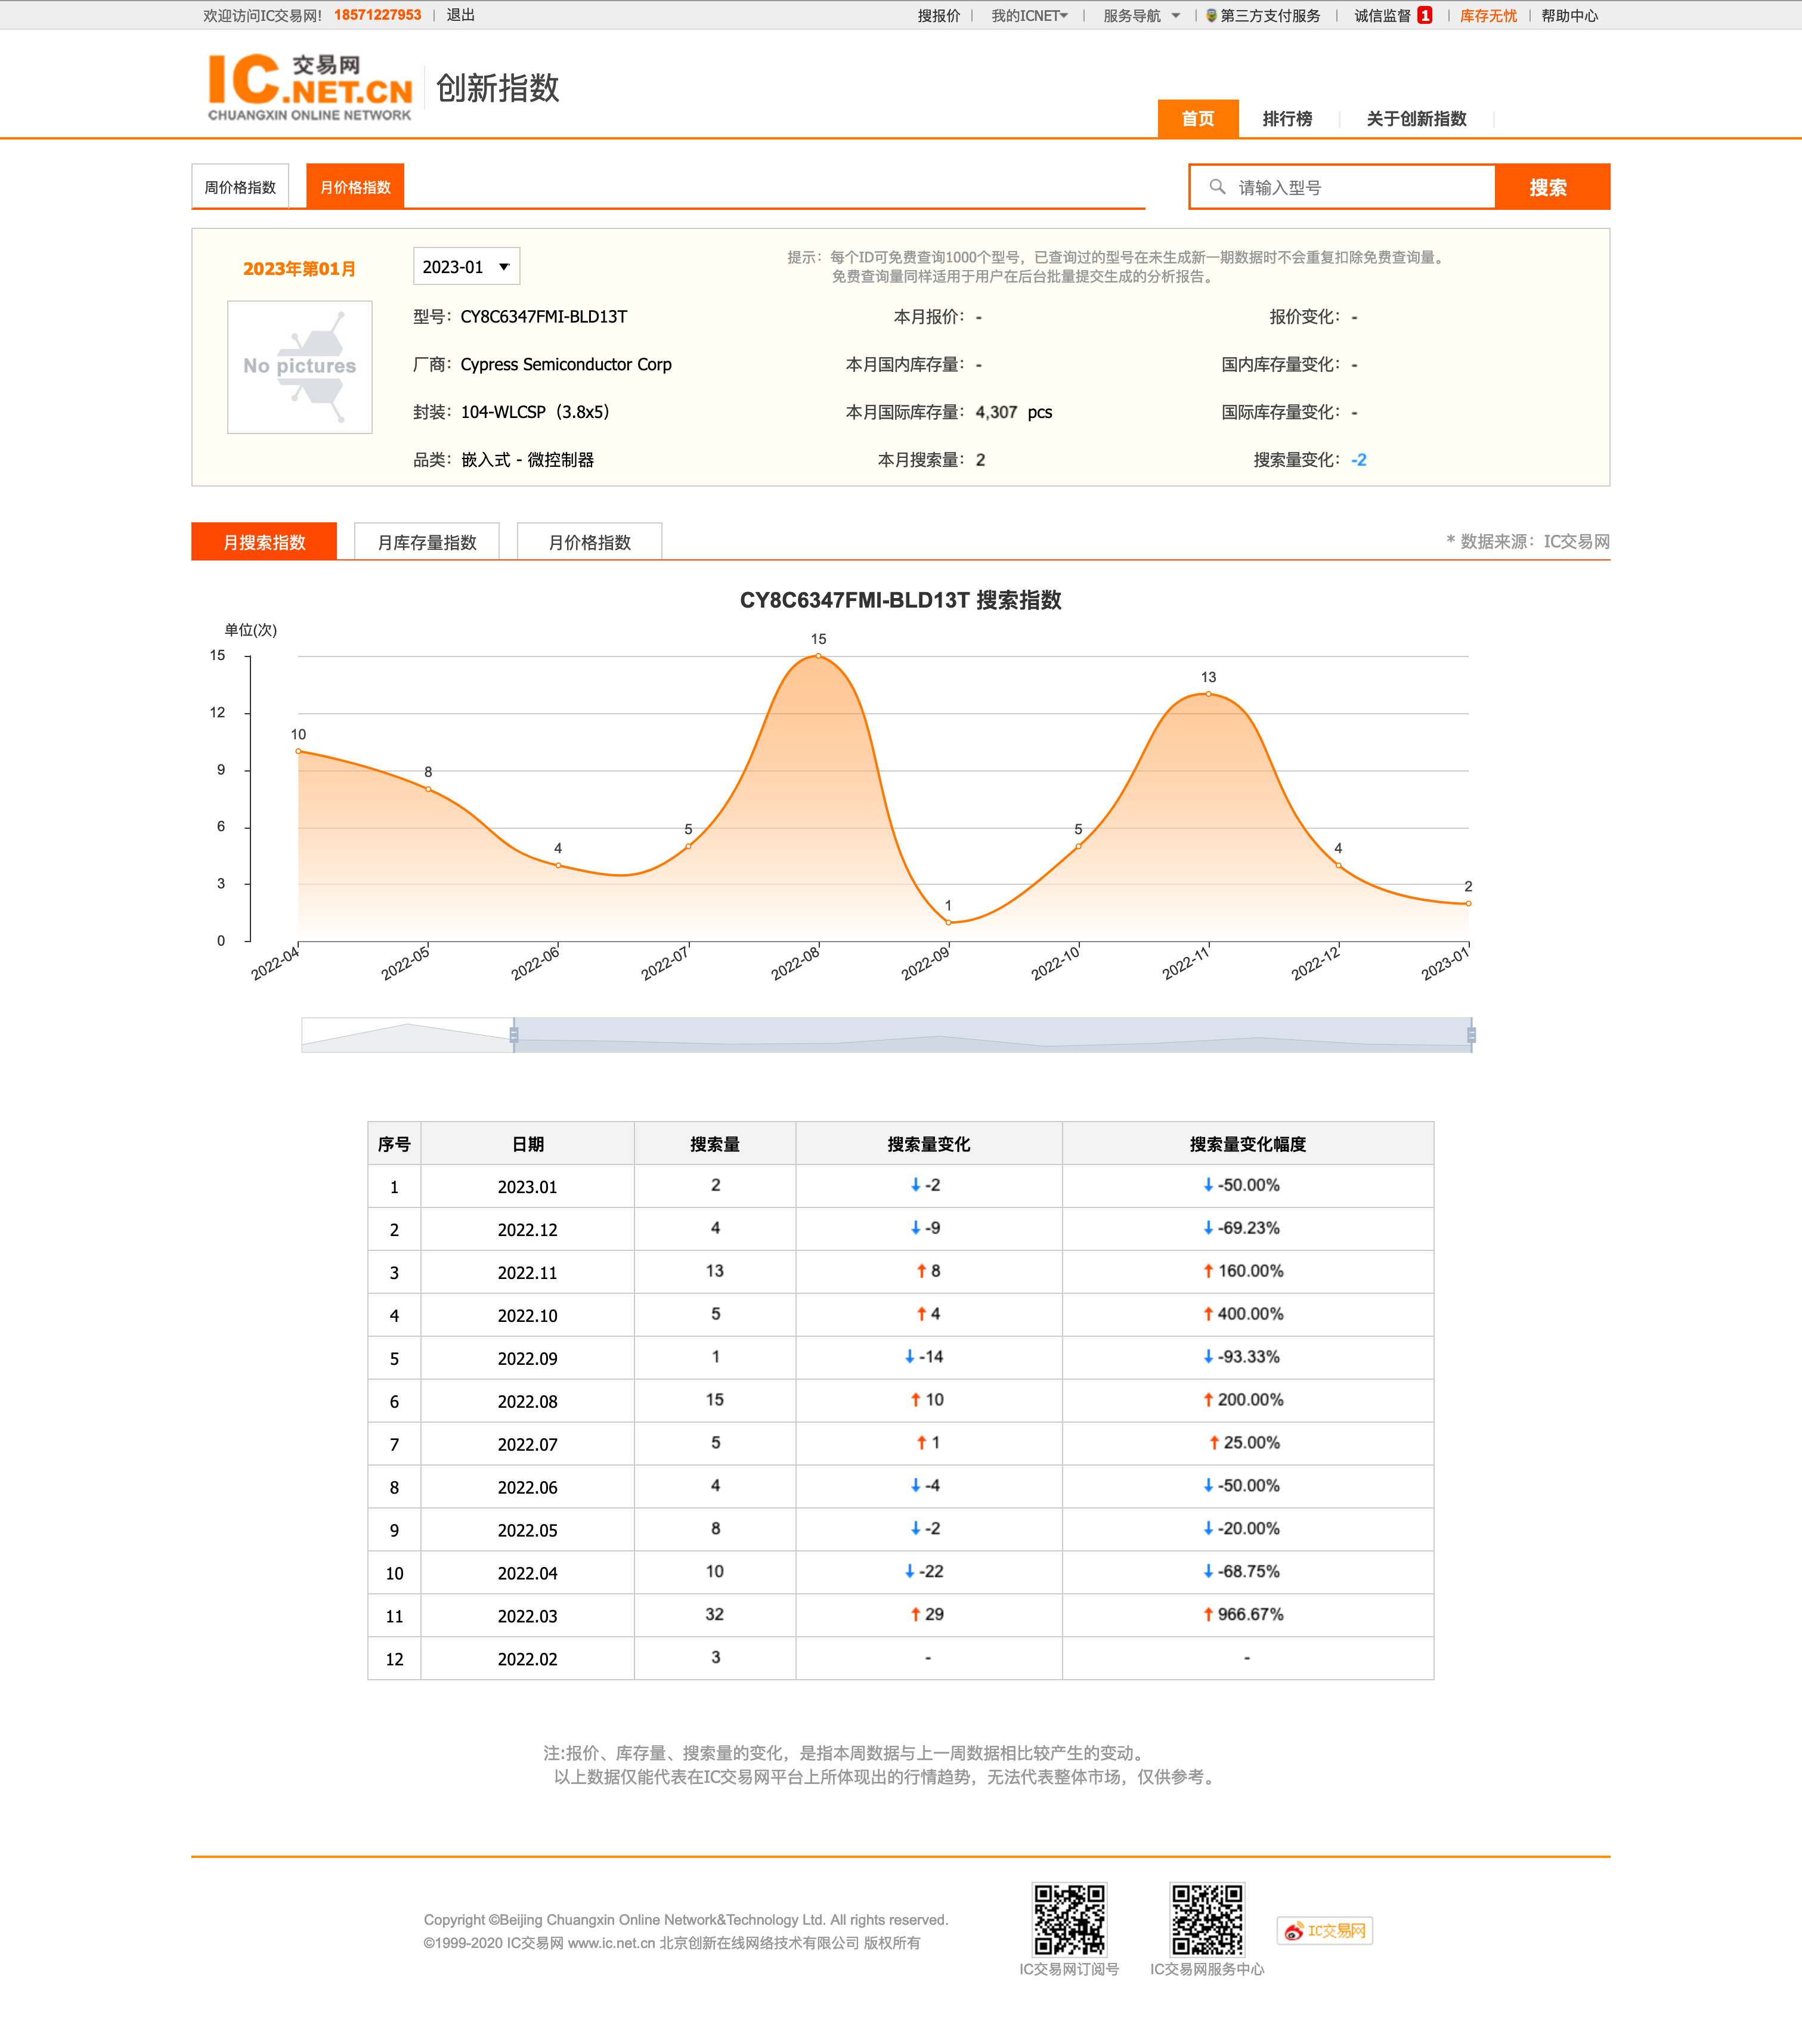 欢迎访问IC交易网! 18571227953 | 退出 搜报价 | 我的ICNET | 服务导航 | 第三方支付服务 | 诚信监督 1 | 库存无忧 | 帮助中心
IC交易网.NET.CN
CHUANGXIN ONLINE NETWORK
创新指数
首页 排行榜 关于创新指数
周价格指数 月价格指数 请输入型号 搜索
2023年第01月 2023-01
提示：每个ID可免费查询1000个型号，已查询过的型号在未生成新一期数据时不会重复扣除免费查询量。
免费查询量同样适用于用户在后台批量提交生成的分析报告。
No pictures
型号：CY8C6347FMI-BLD13T 本月报价：- 报价变化：-
厂商：Cypress Semiconductor Corp 本月国内库存量：- 国内库存量变化：-
封装：104-WLCSP（3.8x5） 本月国际库存量：4,307 pcs 国际库存量变化：-
品类：嵌入式 - 微控制器 本月搜索量：2 搜索量变化：-2
月搜索指数 月库存量指数 月价格指数 * 数据来源：IC交易网
CY8C6347FMI-BLD13T 搜索指数
单位(次)
15
12
9
6
3
0
10 8 4 5 15 1 5 13 4 2
2022-04 2022-05 2022-06 2022-07 2022-08 2022-09 2022-10 2022-11 2022-12 2023-01
序号 日期 搜索量 搜索量变化 搜索量变化幅度
1 2023.01 2 ↓-2 ↓-50.00%
2 2022.12 4 ↓-9 ↓-69.23%
3 2022.11 13 ↑8 ↑160.00%
4 2022.10 5 ↑4 ↑400.00%
5 2022.09 1 ↓-14 ↓-93.33%
6 2022.08 15 ↑10 ↑200.00%
7 2022.07 5 ↑1 ↑25.00%
8 2022.06 4 ↓-4 ↓-50.00%
9 2022.05 8 ↓-2 ↓-20.00%
10 2022.04 10 ↓-22 ↓-68.75%
11 2022.03 32 ↑29 ↑966.67%
12 2022.02 3 - -
注:报价、库存量、搜索量的变化，是指本周数据与上一周数据相比较产生的变动。
以上数据仅能代表在IC交易网平台上所体现出的行情趋势，无法代表整体市场，仅供参考。
Copyright ©Beijing Chuangxin Online Network&Technology Ltd. All rights reserved.
©1999-2020 IC交易网 www.ic.net.cn 北京创新在线网络技术有限公司 版权所有
IC交易网订阅号 IC交易网服务中心 IC交易网